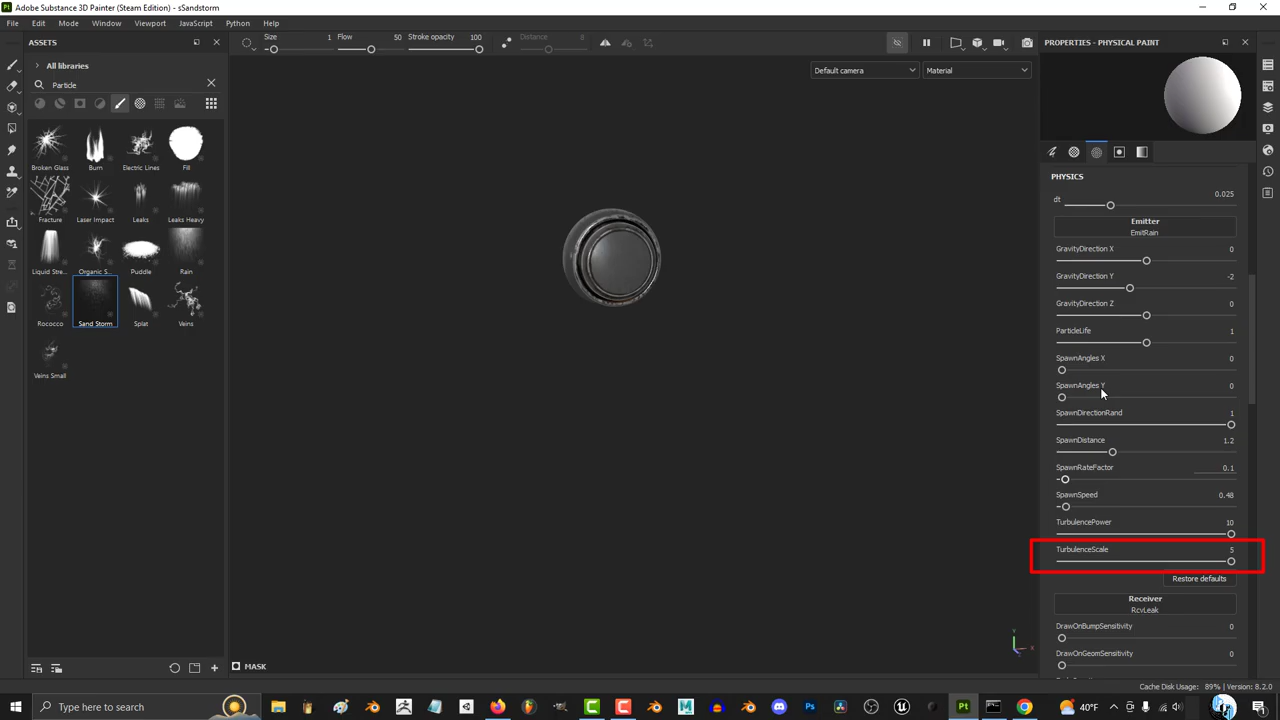 Pt Adobe Substance 3D Painter (Steam Edition) - sSandstorm
File Edit Mode Window Viewport JavaScript Python Help
ASSETS
Size 1 Flow 50 Stroke opacity 100 Distance 8
PROPERTIES - PHYSICAL PAINT
All libraries
Particle
Default camera
Material
Broken Glass Burn Electric Lines Fill
Fracture Laser Impact Leaks Leaks Heavy
Liquid Stre... Organic S... Puddle Rain
Rococco Sand Storm Splat Veins
Veins Small
PHYSICS
dt 0.025
Emitter
EmitRain
GravityDirection X 0
GravityDirection Y -2
GravityDirection Z 0
ParticleLife 1
SpawnAngles X 0
SpawnAngles Y 0
SpawnDirectionRand 1
SpawnDistance 1.2
SpawnRateFactor 0.1
SpawnSpeed 0.48
TurbulencePower 10
TurbulenceScale 5
Restore defaults
Receiver
RcvLeak
DrawOnBumpSensitivity 0
DrawOnGeomSensitivity 0
Y
X
MASK
Cache Disk Usage: 89% | Version: 8.2.0
Type here to search
Ps
Pt
40°F